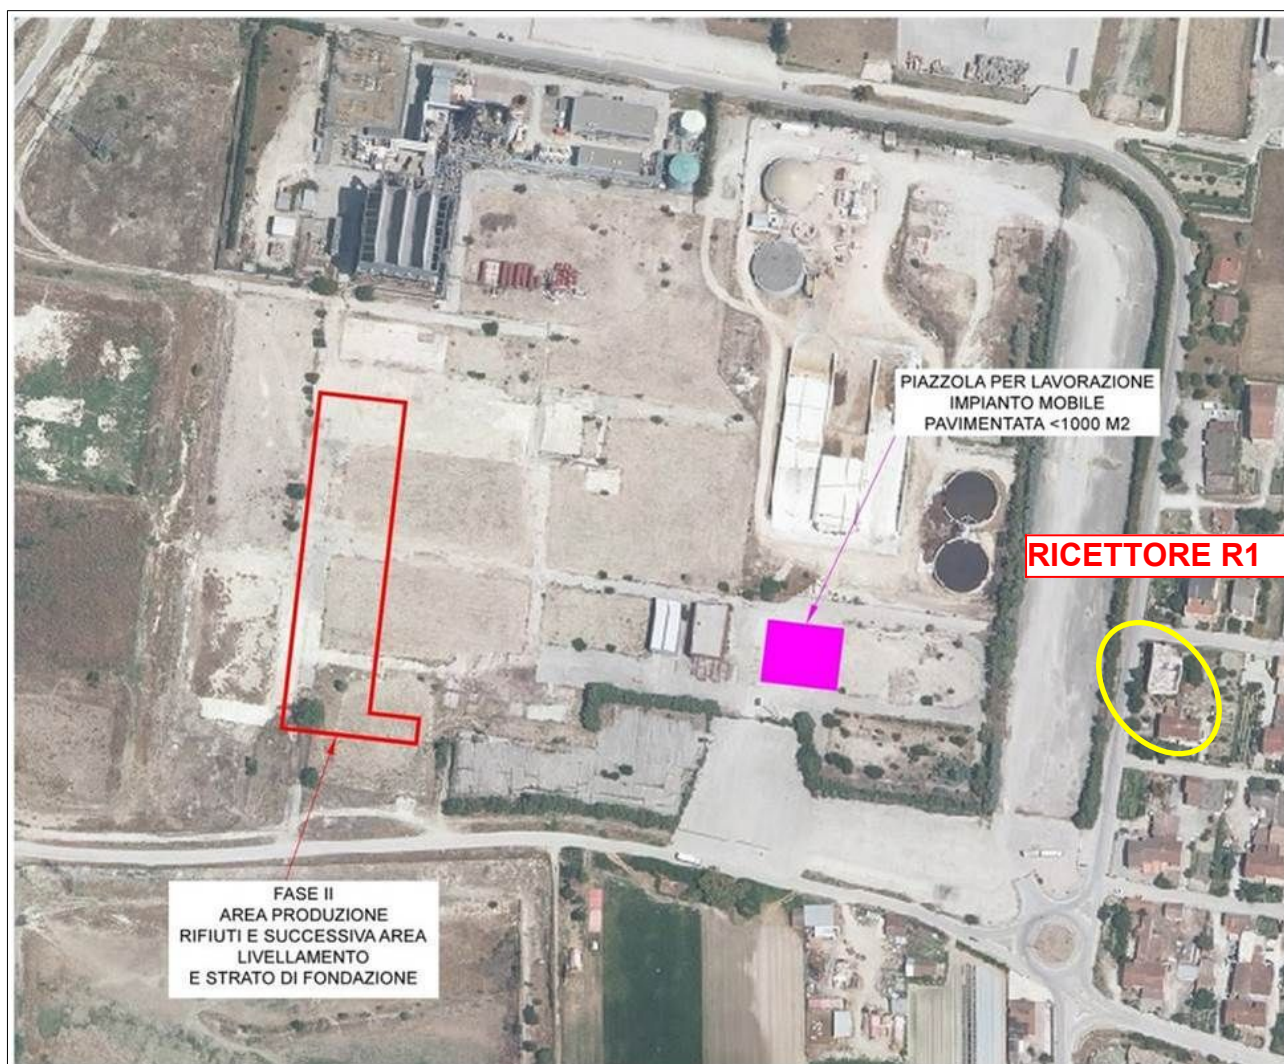 PIAZZOLA PER LAVORAZIONE
IMPIANTO MOBILE
PAVIMENTATA <1000 M2
RICETTORE R1
FASE II
AREA PRODUZIONE
RIFIUTI E SUCCESSIVA AREA
LIVELLAMENTO
E STRATO DI FONDAZIONE